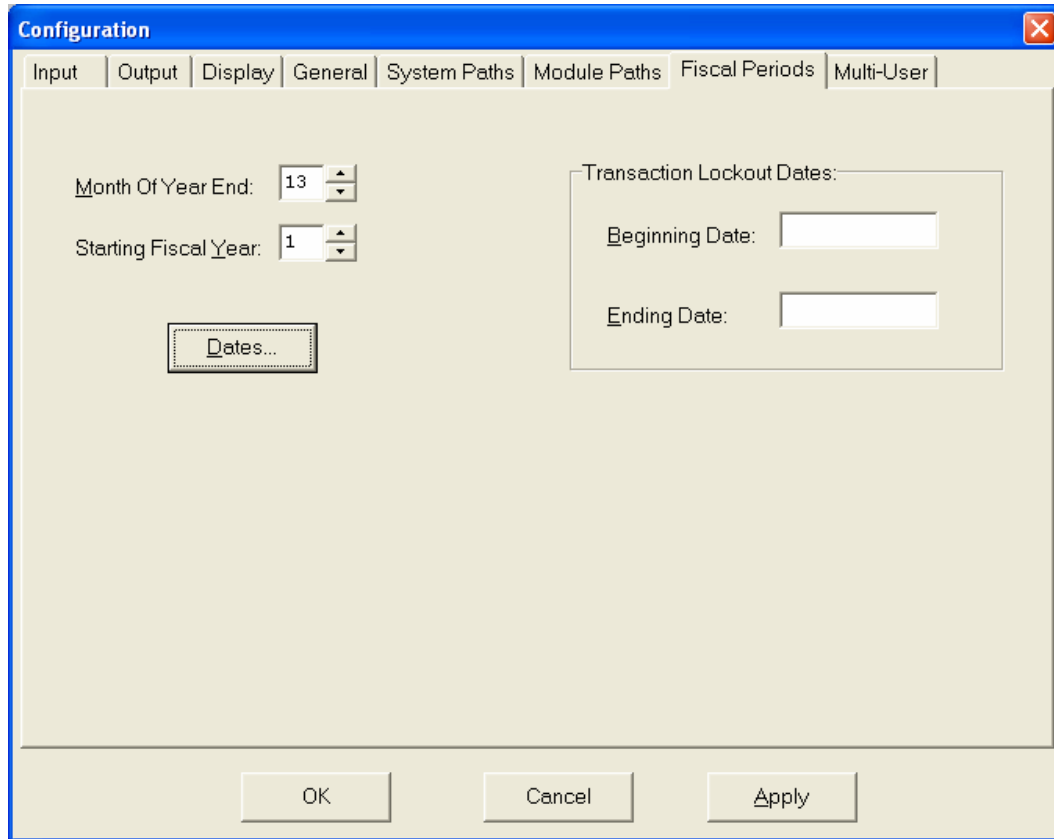 Configuration
Input Output Display General System Paths Module Paths Fiscal Periods Multi-User
Month Of Year End: 13
Starting Fiscal Year: 1
Dates...
Transaction Lockout Dates:
Beginning Date:
Ending Date:
OK Cancel Apply